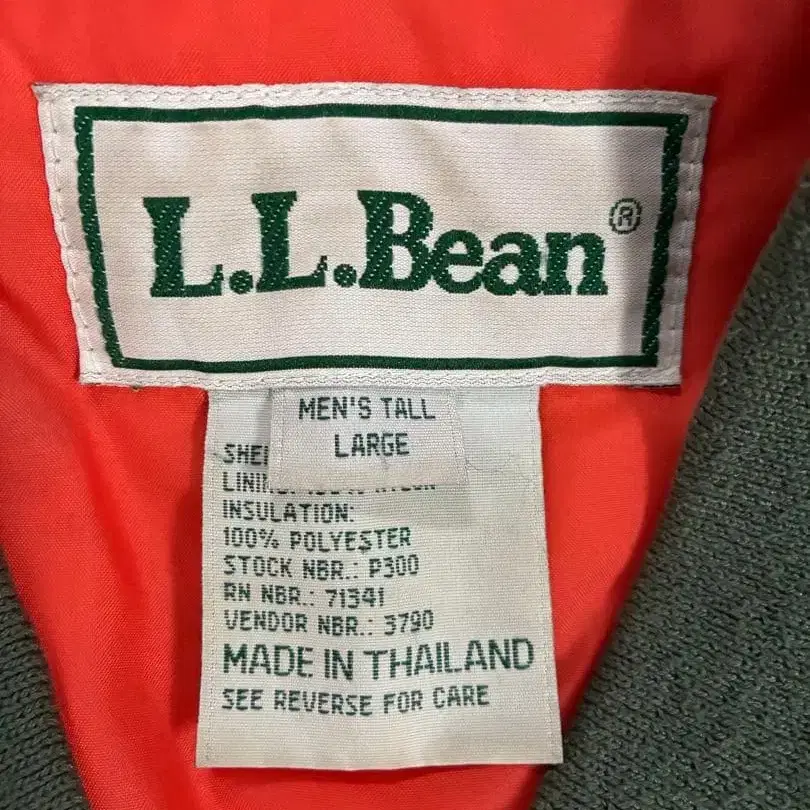 L.L.Bean®
MEN'S TALL
LARGE
INSULATION:
100% POLYESTER
STOCK NBR.: P300
RN NBR.: 71341
VENDOR NBR.: 3790
MADE IN THAILAND
SEE REVERSE FOR CARE